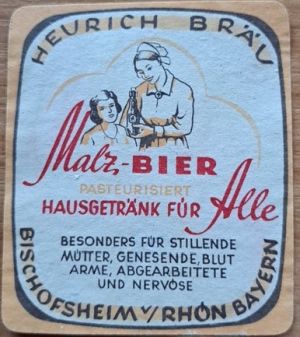 HEURICH BRÄU
Malz-BIER
PASTEURISIERT
HAUSGETRÄNK FÜR Alle
BESONDERS FÜR STILLENDE
MÜTTER, GENESENDE, BLUT
ARME, ABGEARBEITETE
UND NERVÖSE
BISCHOFSHEIM V/RHÖN BAYERN